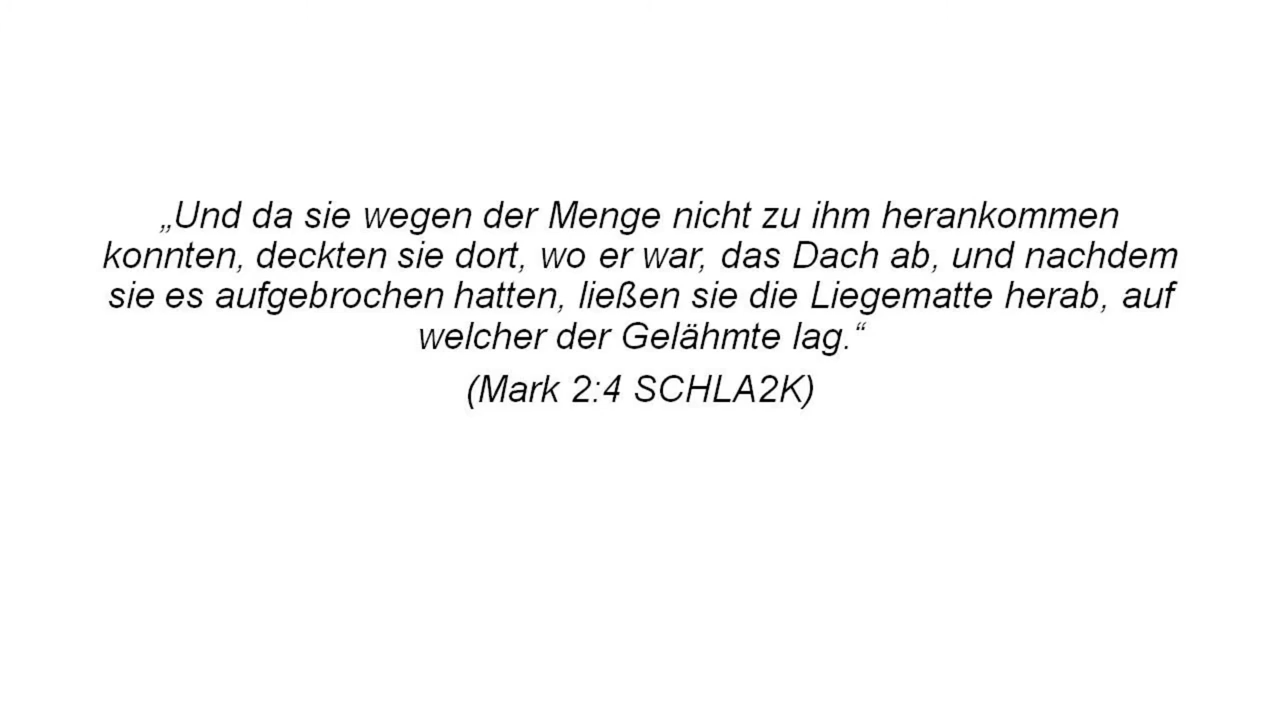 „Und da sie wegen der Menge nicht zu ihm herankommen
konnten, deckten sie dort, wo er war, das Dach ab, und nachdem
sie es aufgebrochen hatten, ließen sie die Liegematte herab, auf
welcher der Gelähmte lag.“
(Mark 2:4 SCHLA2K)